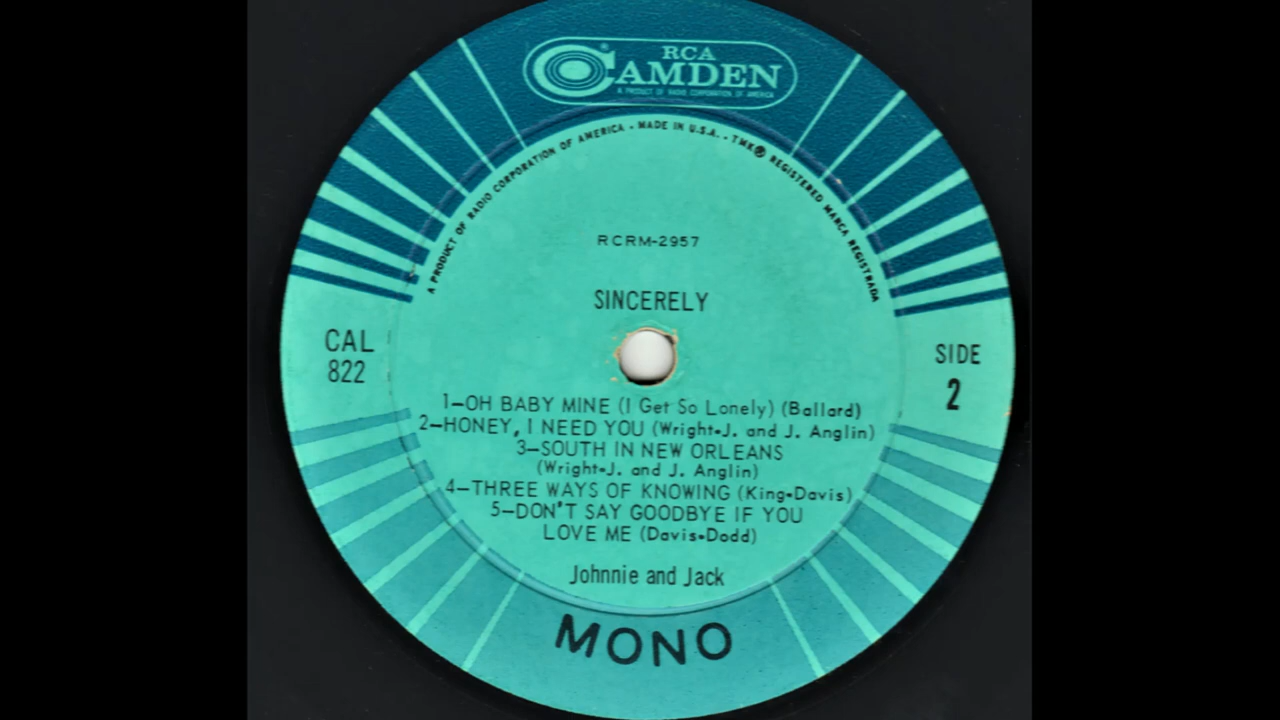 RCA
CAMDEN®
A PRODUCT OF RADIO CORPORATION OF AMERICA
A PRODUCT OF RADIO CORPORATION OF AMERICA • MADE IN U.S.A. • TMK® REGISTERED MARCA REGISTRADA
RCRM-2957
SINCERELY
CAL
822
SIDE
2
1—OH BABY MINE (I Get So Lonely) (Ballard)
2—HONEY, I NEED YOU (Wright-J. and J. Anglin)
3—SOUTH IN NEW ORLEANS
(Wright-J. and J. Anglin)
4—THREE WAYS OF KNOWING (King-Davis)
5—DON'T SAY GOODBYE IF YOU
LOVE ME (Davis-Dodd)
Johnnie and Jack
MONO